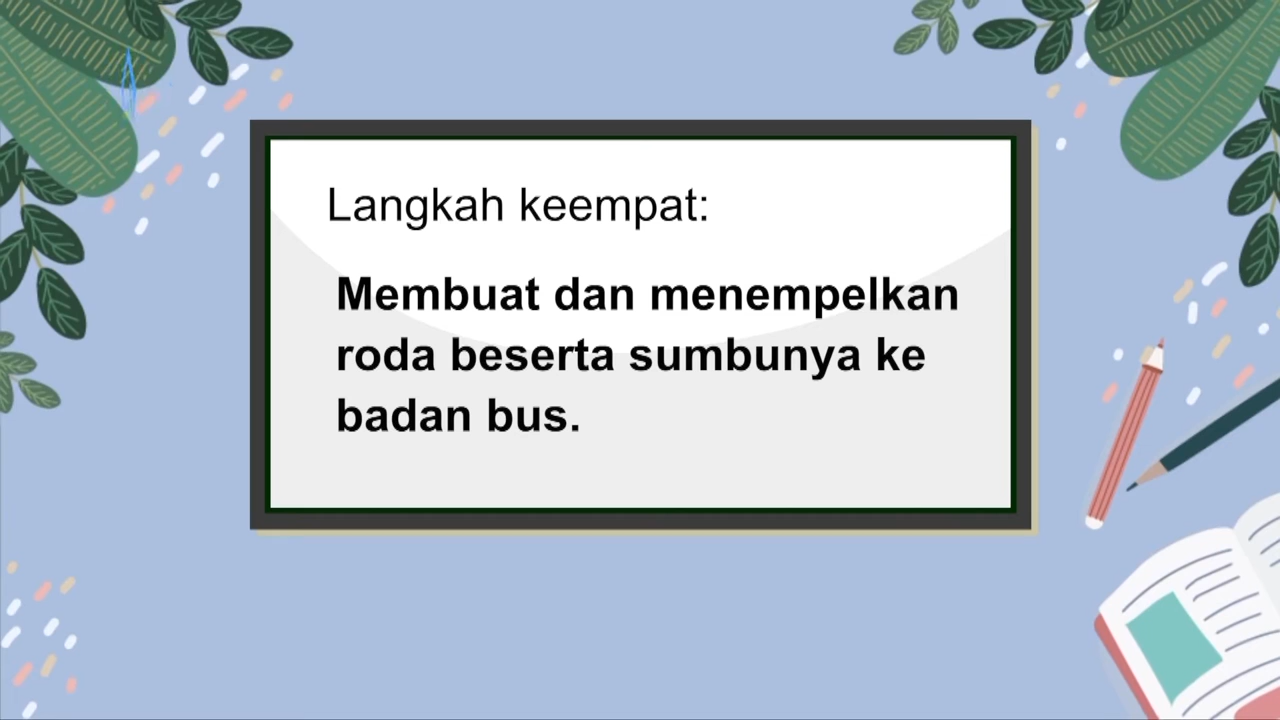 Langkah keempat:
Membuat dan menempelkan
roda beserta sumbunya ke
badan bus.